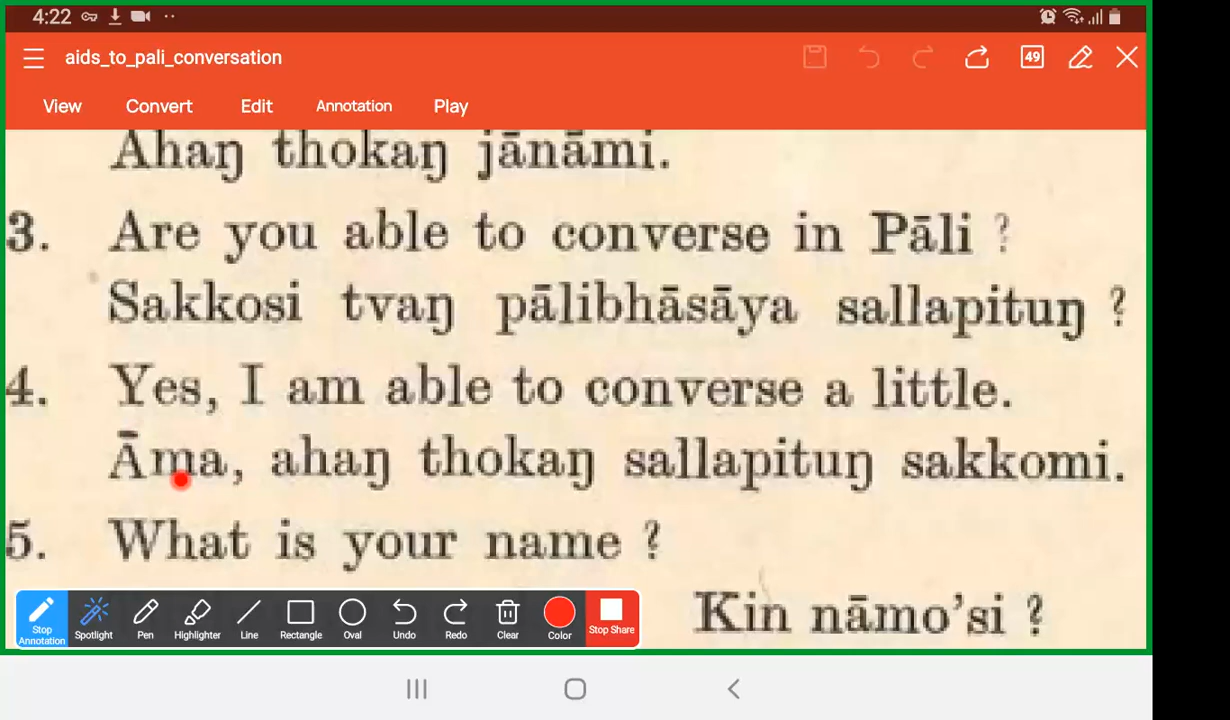 4:22
aids_to_pali_conversation
49
View Convert Edit Annotation Play
Ahaŋ thokaŋ jānāmi.
3. Are you able to converse in Pāli ?
Sakkosi tvaŋ pālibhāsāya sallapituŋ ?
4. Yes, I am able to converse a little.
Āma, ahaŋ thokaŋ sallapituŋ sakkomi.
5. What is your name ?
Kin nāmo’si ?
Stop Annotation Spotlight Pen Highlighter Line Rectangle Oval Undo Redo Clear Color Stop Share